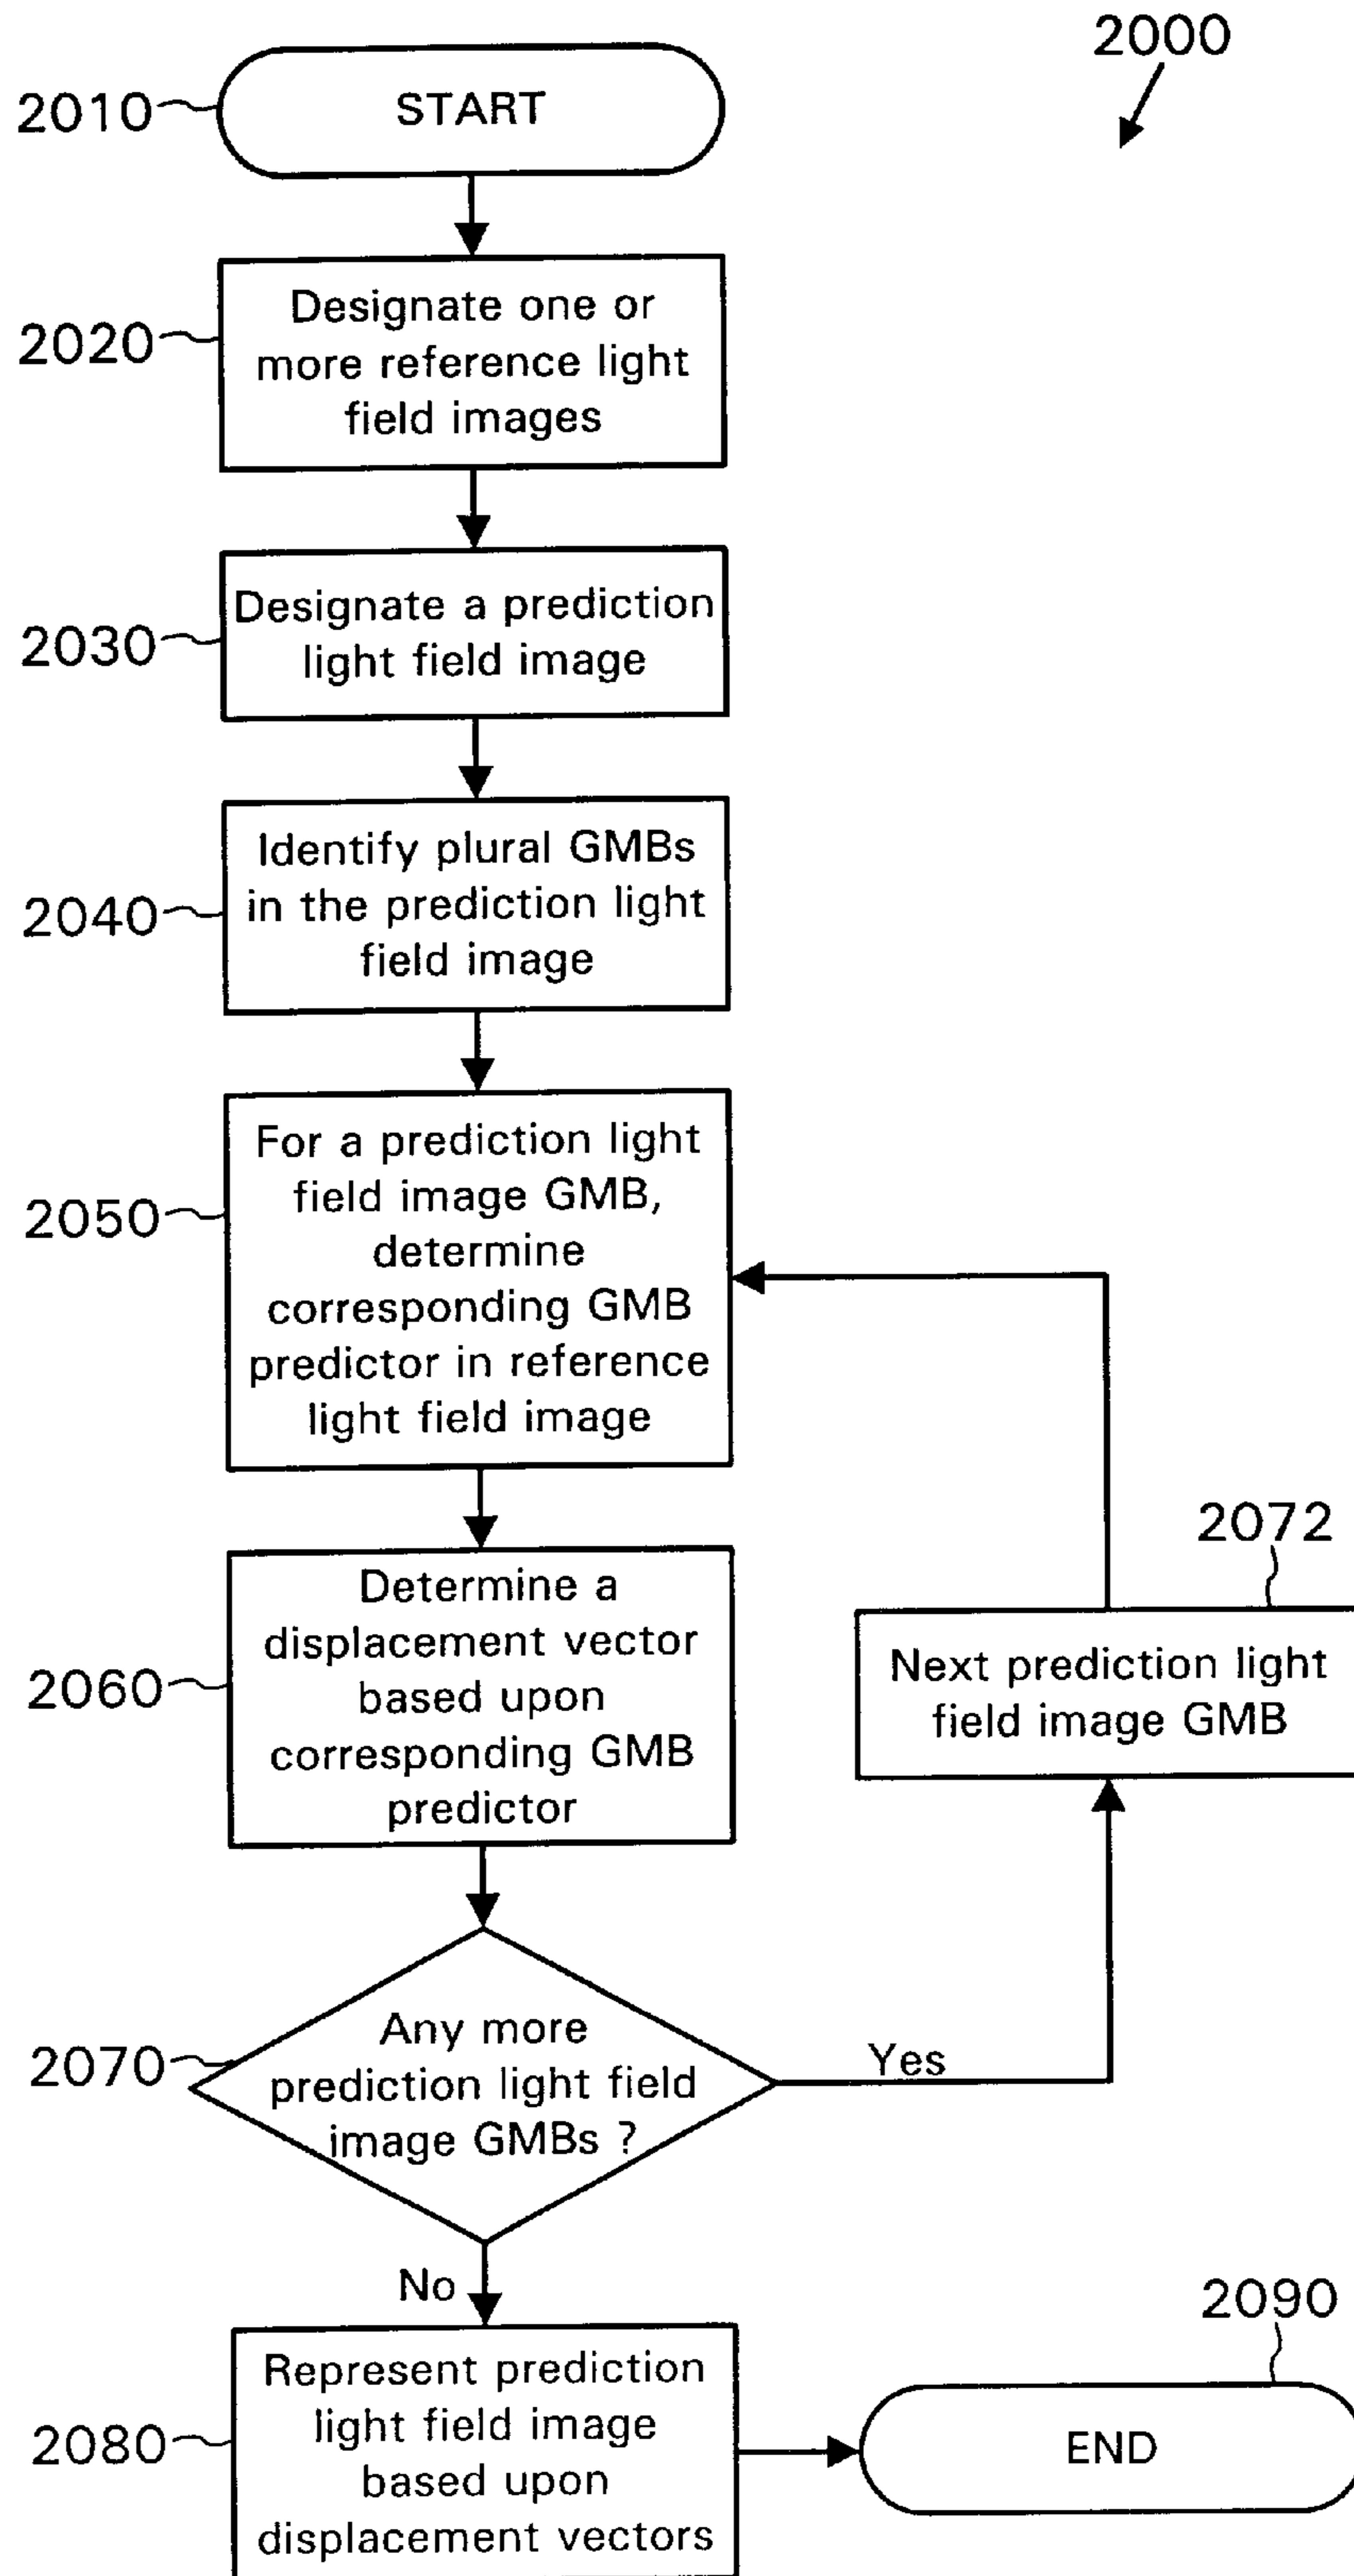 2000
2010
START
2020
Designate one or
more reference light
field images
2030
Designate a prediction
light field image
2040
Identify plural GMBs
in the prediction light
field image
2050
For a prediction light
field image GMB,
determine
corresponding GMB
predictor in reference
light field image
2060
Determine a
displacement vector
based upon
corresponding GMB
predictor
2072
Next prediction light
field image GMB
2070
Any more
prediction light field
image GMBs ?
Yes
No
2080
Represent prediction
light field image
based upon
displacement vectors
2090
END